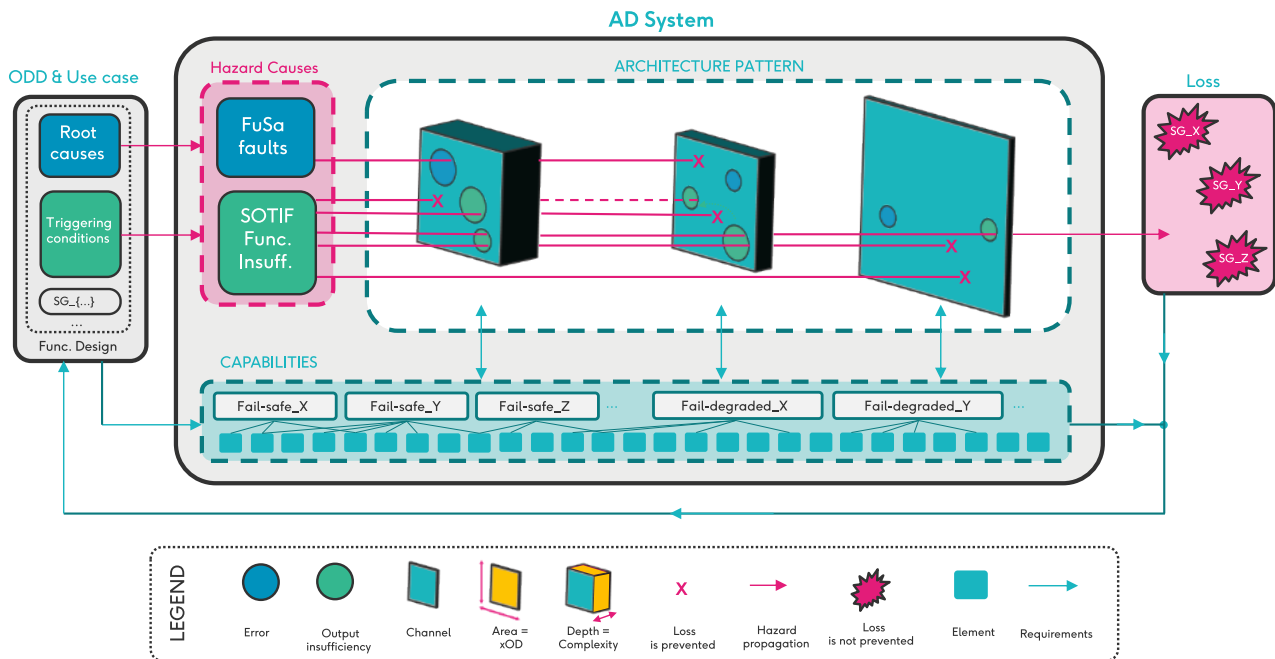 AD System
ODD & Use case
Root
causes
Triggering
conditions
SG_{...}
...
Func. Design
Hazard Causes
FuSa
faults
SOTIF
Func.
Insuff.
ARCHITECTURE PATTERN
X
X
X
X
X
Loss
SG_X
SG_Y
SG_Z
CAPABILITIES
Fail-safe_X
Fail-safe_Y
Fail-safe_Z
...
Fail-degraded_X
Fail-degraded_Y
...
LEGEND
Error
Output
insufficiency
Channel
Area =
xOD
Depth =
Complexity
X
Loss
is prevented
Hazard
propagation
Loss
is not prevented
Element
Requirements